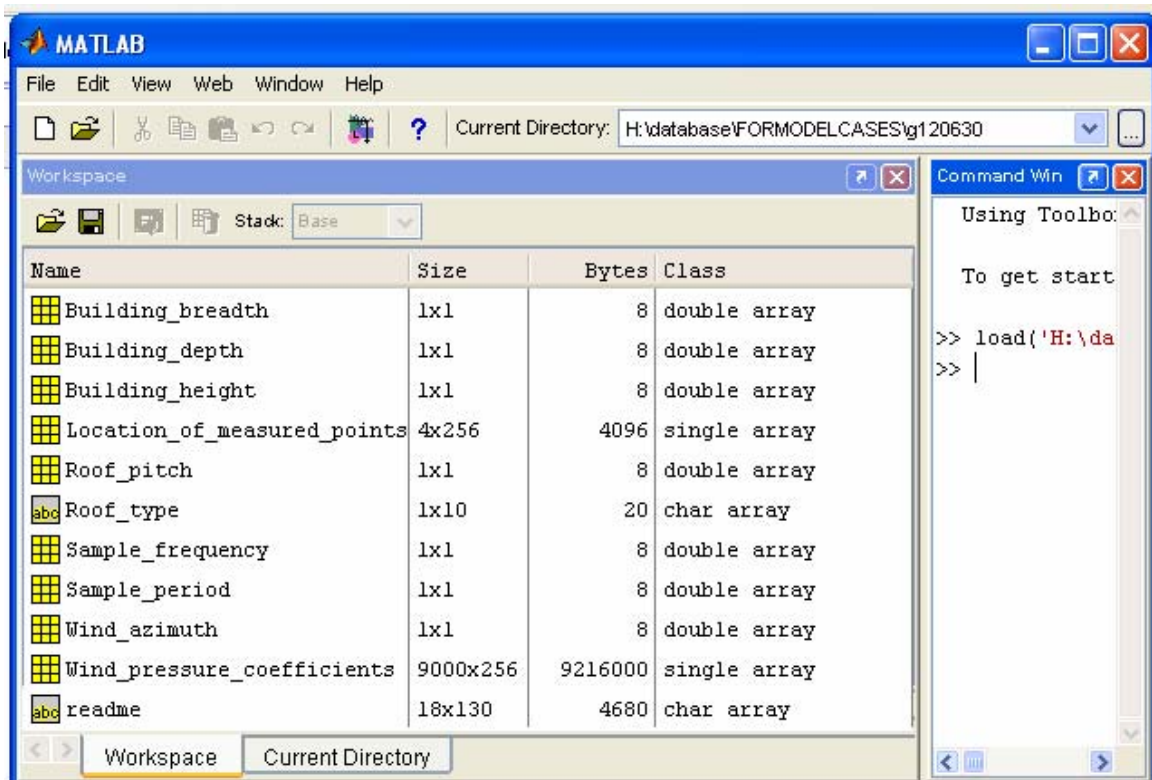 MATLAB
File Edit View Web Window Help
? Current Directory: H:\database\FORMODELCASES\g120630 ...
Workspace
Stack: Base
Name Size Bytes Class
Building_breadth 1x1 8 double array
Building_depth 1x1 8 double array
Building_height 1x1 8 double array
Location_of_measured_points 4x256 4096 single array
Roof_pitch 1x1 8 double array
abc Roof_type 1x10 20 char array
Sample_frequency 1x1 8 double array
Sample_period 1x1 8 double array
Wind_azimuth 1x1 8 double array
Wind_pressure_coefficients 9000x256 9216000 single array
abc readme 18x130 4680 char array
Workspace Current Directory
Command Win
Using Toolbo
To get start
>> load('H:\da
>>